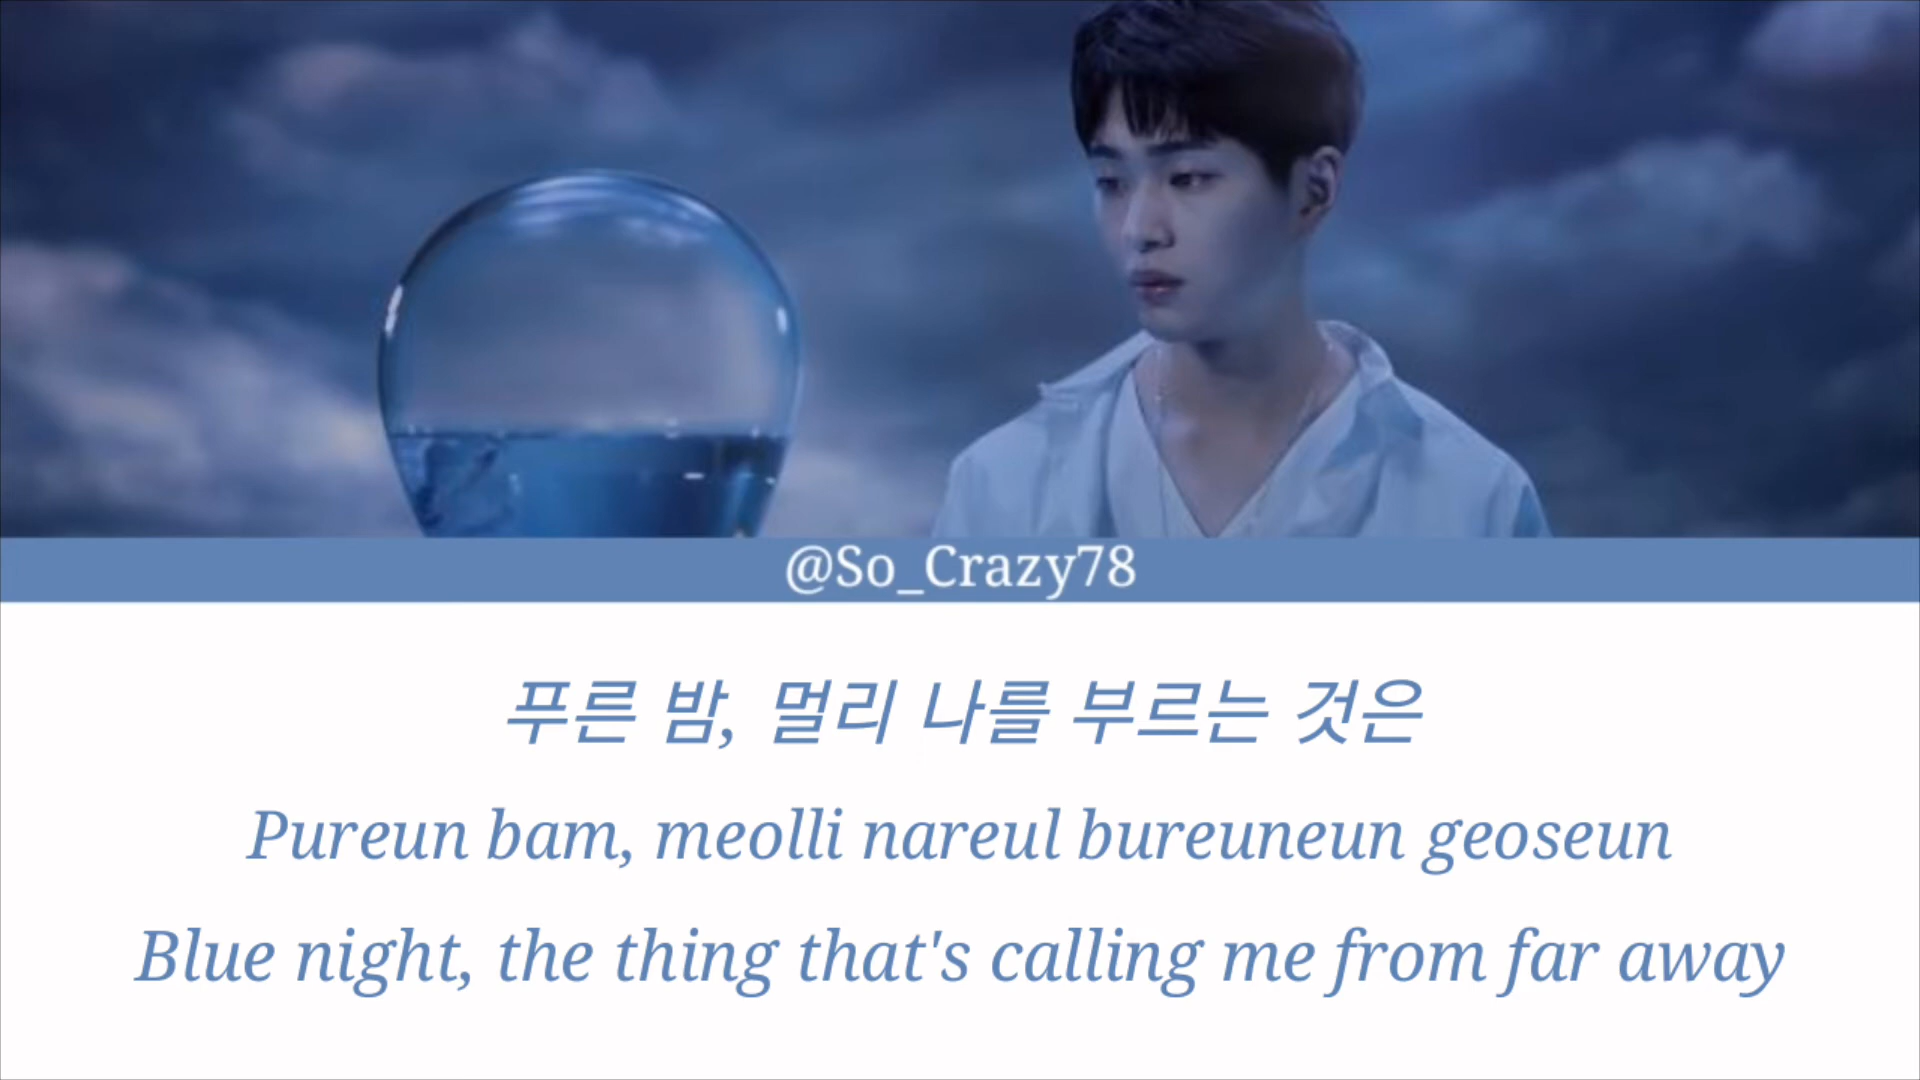 @So_Crazy78
푸른 밤, 멀리 나를 부르는 것은
Pureun bam, meolli nareul bureuneun geoseun
Blue night, the thing that's calling me from far away